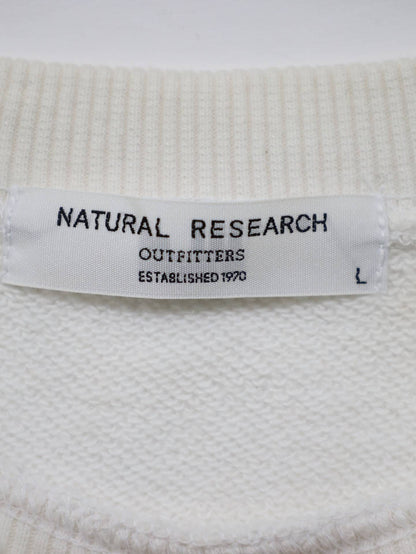 NATURAL RESEARCH
OUTFITTERS
ESTABLISHED 1970
L